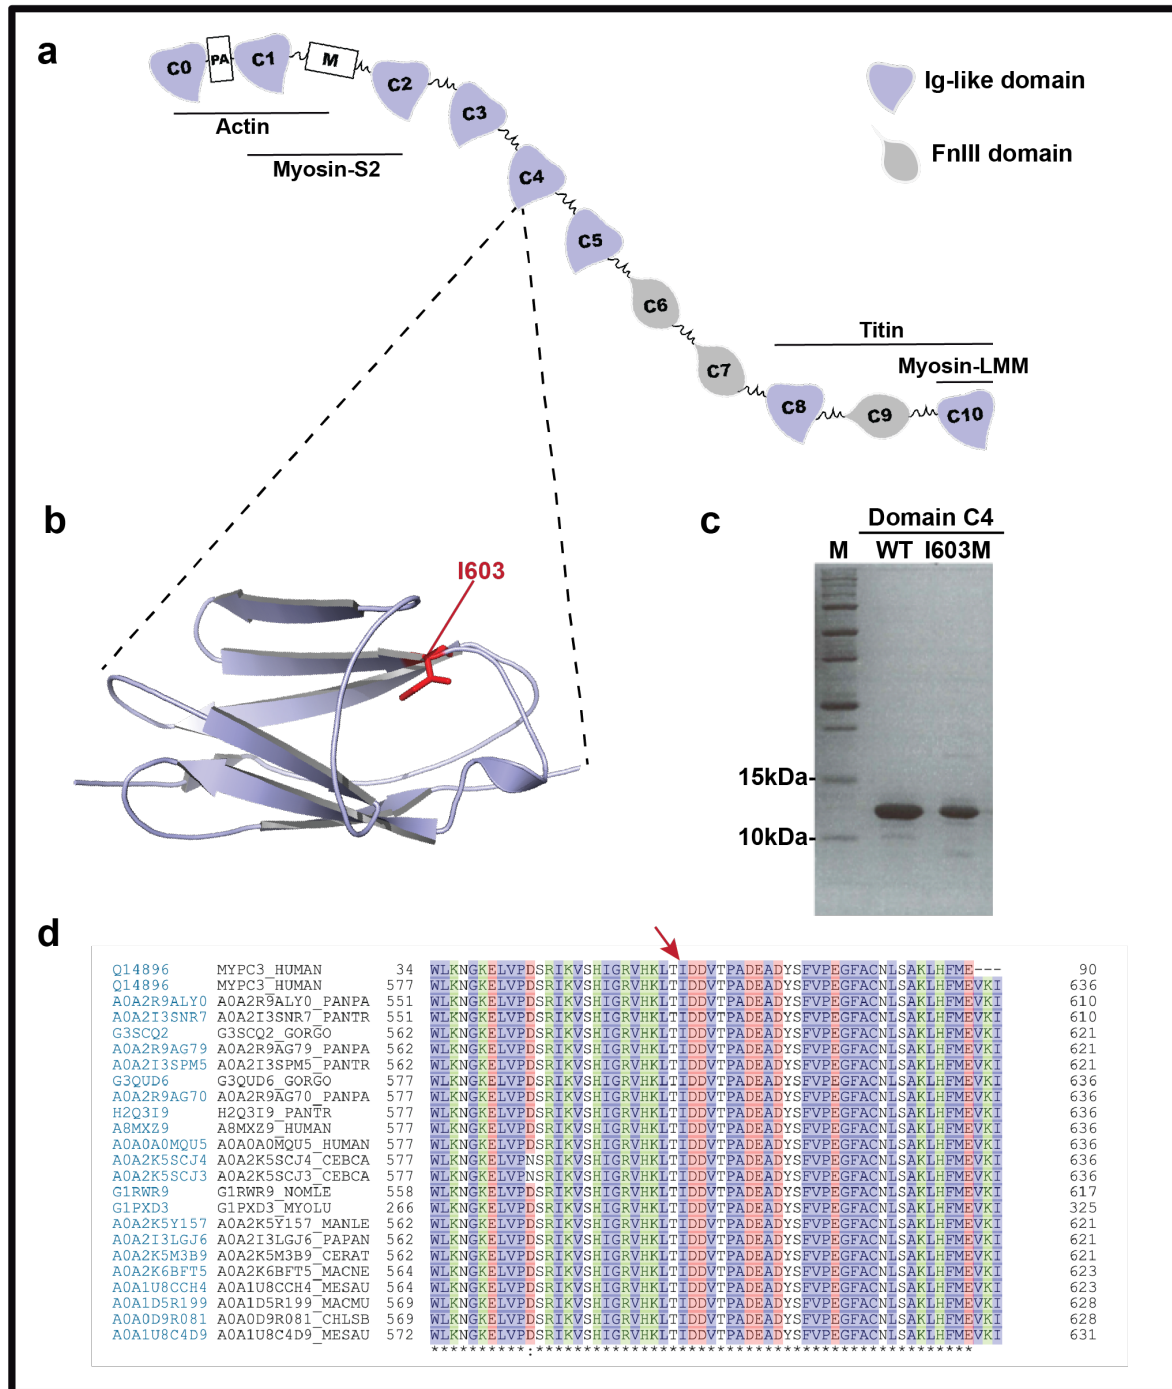 a
C0
PA
C1
M
C2
C3
C4
C5
C6
C7
C8
C9
C10
Actin
Myosin-S2
Titin
Myosin-LMM
Ig-like domain
FnIII domain
b
I603
c
Domain C4
M WT I603M
15kDa-
10kDa-
d
Q14896 MYPC3_HUMAN 34 WLKNGKELVPDSRIKVSHIGRVHKLTIDDVTPADEADYSFVPEGFACNLSAKLHFME--- 90
Q14896 MYPC3_HUMAN 577 WLKNGKELVPDSRIKVSHIGRVHKLTIDDVTPADEADYSFVPEGFACNLSAKLHFMEVKI 636
A0A2R9ALY0 A0A2R9ALY0_PANPA 551 WLKNGKELVPDSRIKVSHIGRVHKLTIDDVTPADEADYSFVPEGFACNLSAKLHFMEVKI 610
A0A2I3SNR7 A0A2I3SNR7_PANTR 551 WLKNGKELVPDSRIKVSHIGRVHKLTIDDVTPADEADYSFVPEGFACNLSAKLHFMEVKI 610
G3SCQ2 G3SCQ2_GORGO 562 WLKNGKELVPDSRIKVSHIGRVHKLTIDDVTPADEADYSFVPEGFACNLSAKLHFMEVKI 621
A0A2R9AG79 A0A2R9AG79_PANPA 562 WLKNGKELVPDSRIKVSHIGRVHKLTIDDVTPADEADYSFVPEGFACNLSAKLHFMEVKI 621
A0A2I3SPM5 A0A2I3SPM5_PANTR 562 WLKNGKELVPDSRIKVSHIGRVHKLTIDDVTPADEADYSFVPEGFACNLSAKLHFMEVKI 621
G3QUD6 G3QUD6_GORGO 577 WLKNGKELVPDSRIKVSHIGRVHKLTIDDVTPADEADYSFVPEGFACNLSAKLHFMEVKI 636
A0A2R9AG70 A0A2R9AG70_PANPA 577 WLKNGKELVPDSRIKVSHIGRVHKLTIDDVTPADEADYSFVPEGFACNLSAKLHFMEVKI 636
H2Q3I9 H2Q3I9_PANTR 577 WLKNGKELVPDSRIKVSHIGRVHKLTIDDVTPADEADYSFVPEGFACNLSAKLHFMEVKI 636
A8MXZ9 A8MXZ9_HUMAN 577 WLKNGKELVPDSRIKVSHIGRVHKLTIDDVTPADEADYSFVPEGFACNLSAKLHFMEVKI 636
A0A0A0MQU5 A0A0A0MQU5_HUMAN 577 WLKNGKELVPDSRIKVSHIGRVHKLTIDDVTPADEADYSFVPEGFACNLSAKLHFMEVKI 636
A0A2K5SCJ4 A0A2K5SCJ4_CEBCA 577 WLKNGKELVPNSRIKVSHIGRVHKLTIDDVTPADEADYSFVPEGFACNLSAKLHFMEVKI 636
A0A2K5SCJ3 A0A2K5SCJ3_CEBCA 577 WLKNGKELVPNSRIKVSHIGRVHKLTIDDVTPADEADYSFVPEGFACNLSAKLHFMEVKI 636
G1RWR9 G1RWR9_NOMLE 558 WLKNGKELVPDSRIKVSHIGRVHKLTIDDVTPADEADYSFVPEGFACNLSAKLHFMEVKI 617
G1PXD3 G1PXD3_MYOLU 266 WLKNGKELVPDSRIKVSHIGRVHKLTIDDVTPADEADYSFVPEGFACNLSAKLHFMEVKI 325
A0A2K5Y157 A0A2K5Y157_MANLE 562 WLKNGKELVPDSRIKVSHIGRVHKLTIDDVTPADEADYSFVPEGFACNLSAKLHFMEVKI 621
A0A2I3LGJ6 A0A2I3LGJ6_PAPAN 562 WLKNGKELVPDSRIKVSHIGRVHKLTIDDVTPADEADYSFVPEGFACNLSAKLHFMEVKI 621
A0A2K5M3B9 A0A2K5M3B9_CERAT 562 WLKNGKELVPDSRIKVSHIGRVHKLTIDDVTPADEADYSFVPEGFACNLSAKLHFMEVKI 621
A0A2K6BFT5 A0A2K6BFT5_MACNE 564 WLKNGKELVPDSRIKVSHIGRVHKLTIDDVTPADEADYSFVPEGFACNLSAKLHFMEVKI 623
A0A1U8CCH4 A0A1U8CCH4_MESAU 564 WLKNGKELVPDSRIKVSHIGRVHKLTIDDVTPADEADYSFVPEGFACNLSAKLHFMEVKI 623
A0A1D5R199 A0A1D5R199_MACMU 569 WLKNGKELVPDSRIKVSHIGRVHKLTIDDVTPADEADYSFVPEGFACNLSAKLHFMEVKI 628
A0A0D9R081 A0A0D9R081_CHLSB 569 WLKNGKELVPDSRIKVSHIGRVHKLTIDDVTPADEADYSFVPEGFACNLSAKLHFMEVKI 628
A0A1U8C4D9 A0A1U8C4D9_MESAU 572 WLKNGKELVPDSRIKVSHIGRVHKLTIDDVTPADEADYSFVPEGFACNLSAKLHFMEVKI 631
**********:**********************************************